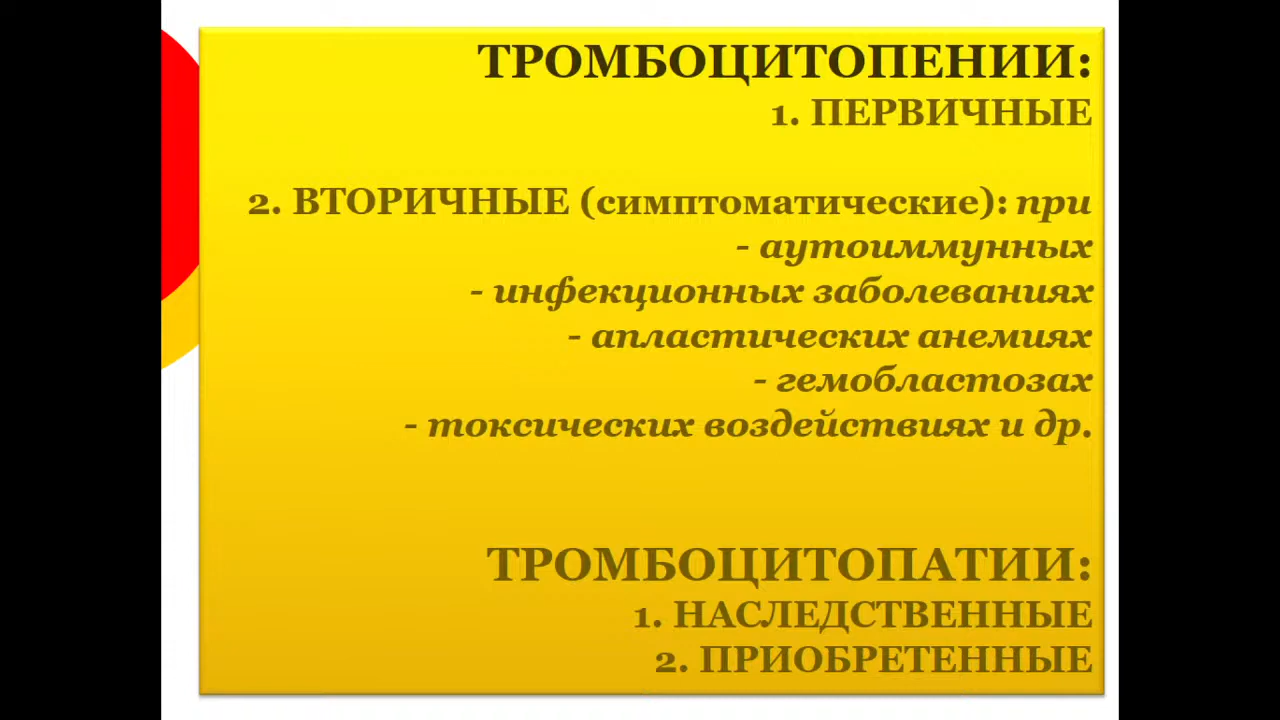 ТРОМБОЦИТОПЕНИИ:
1. ПЕРВИЧНЫЕ
2. ВТОРИЧНЫЕ (симптоматические): при
- аутоиммунных
- инфекционных заболеваниях
- апластических анемиях
- гемобластозах
- токсических воздействиях и др.
ТРОМБОЦИТОПАТИИ:
1. НАСЛЕДСТВЕННЫЕ
2. ПРИОБРЕТЕННЫЕ